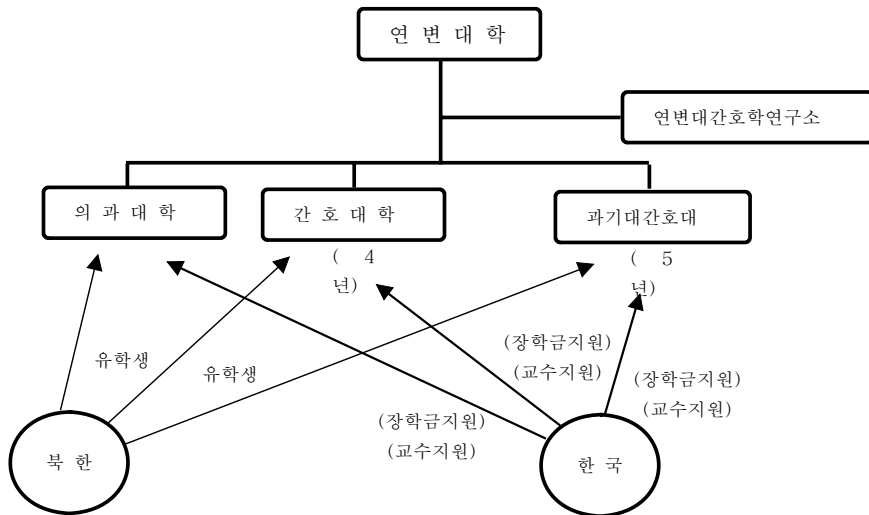 연 변 대 학
연변대간호학연구소
의 과 대 학
간 호 대 학
과기대간호대
( 4
년)
( 5
년)
유학생
유학생
(장학금지원)
(교수지원)
(장학금지원)
(교수지원)
(장학금지원)
(교수지원)
북 한
한 국